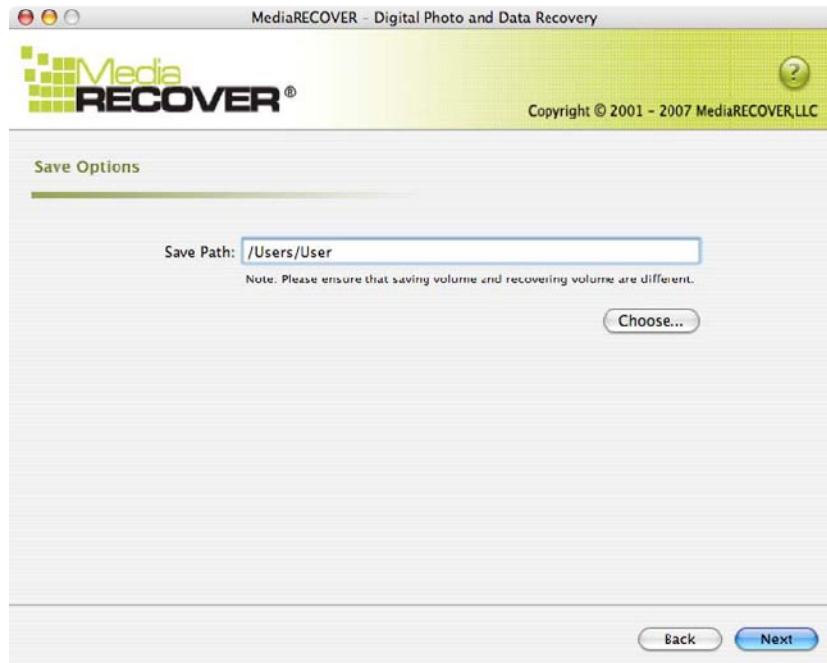 MediaRECOVER - Digital Photo and Data Recovery
Media
RECOVER®
?
Copyright © 2001 - 2007 MediaRECOVER,LLC
Save Options
Save Path: /Users/User
Note: Please ensure that saving volume and recovering volume are different.
Choose...
Back Next